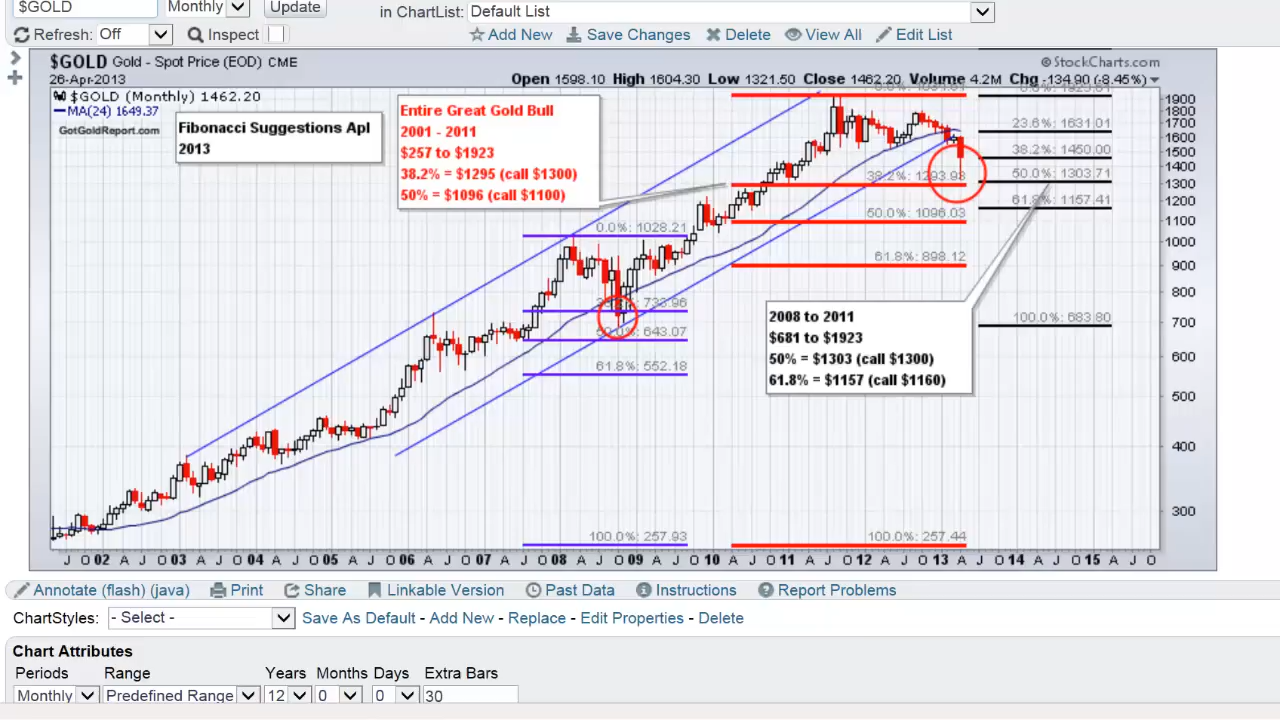 $GOLD Monthly Update in ChartList: Default List
Refresh: Off Inspect Add New Save Changes Delete View All Edit List
$GOLD Gold - Spot Price (EOD) CME © StockCharts.com
26-Apr-2013 Open 1598.10 High 1604.30 Low 1321.50 Close 1462.20 Volume 4.2M Chg -134.90 (-8.45%)
$GOLD (Monthly) 1462.20
MA(24) 1649.37
GotGoldReport.com
Fibonacci Suggestions Apl
2013
Entire Great Gold Bull
2001 - 2011
$257 to $1923
38.2% = $1295 (call $1300)
50% = $1096 (call $1100)
23.6%: 1631.01
38.2%: 1450.00
50.0%: 1303.71
61.8%: 1157.41
100.0%: 683.80
38.2%: 1293.98
50.0%: 1096.03
61.8%: 898.12
100.0%: 257.44
0.0%: 1028.21
50.0%: 643.07
61.8%: 552.18
100.0%: 257.93
2008 to 2011
$681 to $1923
50% = $1303 (call $1300)
61.8% = $1157 (call $1160)
1900
1800
1700
1600
1500
1400
1300
1200
1100
1000
900
800
700
600
500
400
300
J O 02 A J O 03 A J O 04 A J O 05 A J O 06 A J O 07 A J O 08 A J O 09 A J O 10 A J O 11 A J O 12 A J O 13 A J O 14 A J O 15 A J O
Annotate (flash) (java) Print Share Linkable Version Past Data Instructions Report Problems
ChartStyles: - Select - Save As Default - Add New - Replace - Edit Properties - Delete
Chart Attributes
Periods Range Years Months Days Extra Bars
Monthly Predefined Range 12 0 0 30